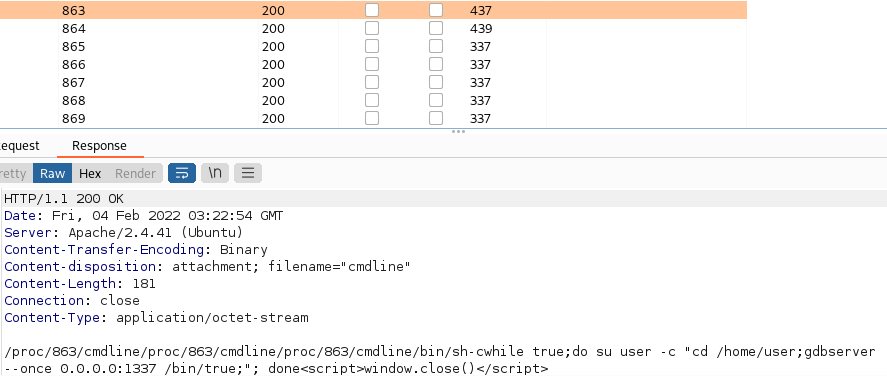 863 200 437
864 200 439
865 200 337
866 200 337
867 200 337
868 200 337
869 200 337
equest Response
retty Raw Hex Render \n
HTTP/1.1 200 OK
Date: Fri, 04 Feb 2022 03:22:54 GMT
Server: Apache/2.4.41 (Ubuntu)
Content-Transfer-Encoding: Binary
Content-disposition: attachment; filename="cmdline"
Content-Length: 181
Connection: close
Content-Type: application/octet-stream
/proc/863/cmdline/proc/863/cmdline/proc/863/cmdline/bin/sh-cwhile true;do su user -c "cd /home/user;gdbserver
--once 0.0.0.0:1337 /bin/true;"; done<script>window.close()</script>